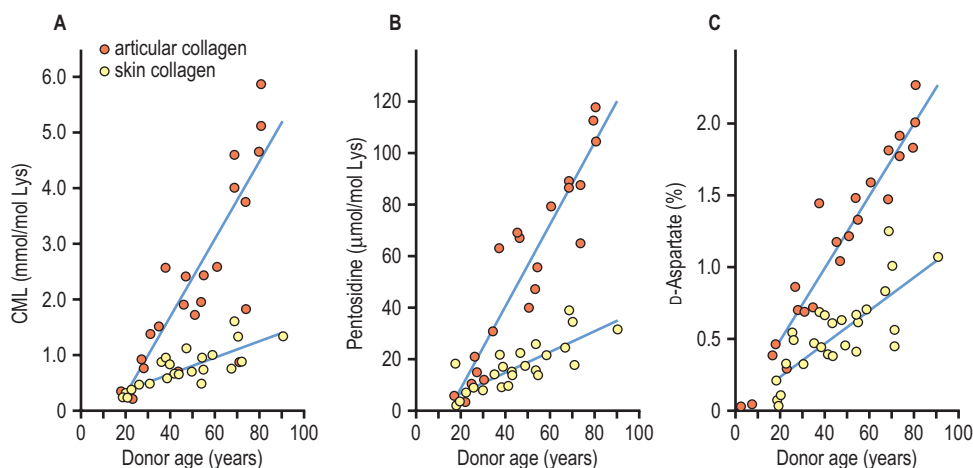 A
articular collagen
skin collagen
CML (mmol/mol Lys)
6.0
5.0
4.0
3.0
2.0
1.0
0
0 20 40 60 80 100
Donor age (years)
B
Pentosidine (µmol/mol Lys)
120
100
80
60
40
20
0
0 20 40 60 80 100
Donor age (years)
C
D-Aspartate (%)
2.0
1.5
1.0
0.5
0
0 20 40 60 80 100
Donor age (years)